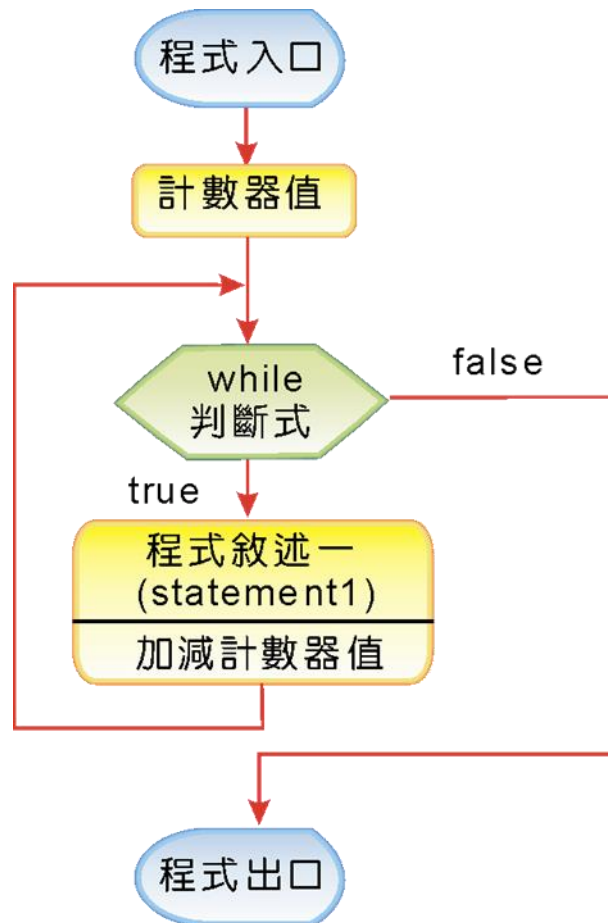 程式入口
計數器值
while
判斷式
false
true
程式敘述一
(statement1)
加減計數器值
程式出口